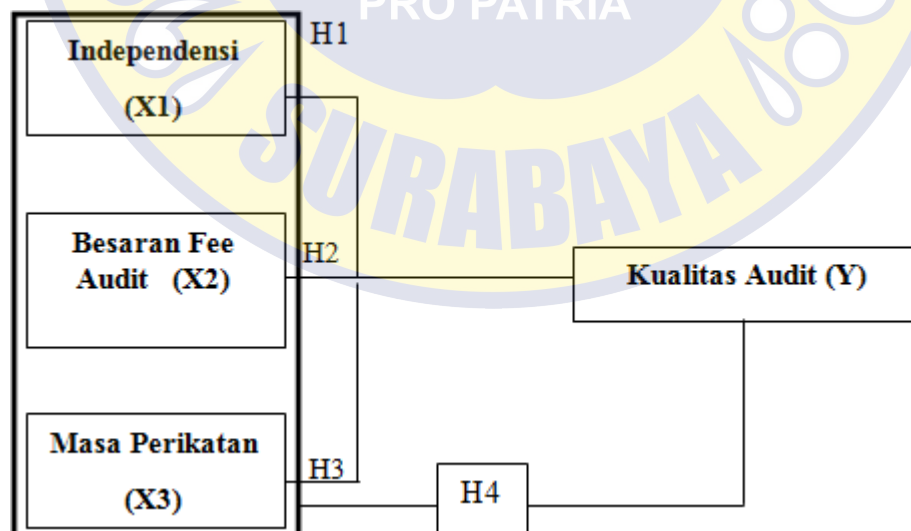 PRO PATRIA
H1
Independensi
(X1)
SURABAYA
Besaran Fee
Audit (X2)
H2
Kualitas Audit (Y)
Masa Perikatan
(X3)
H3
H4